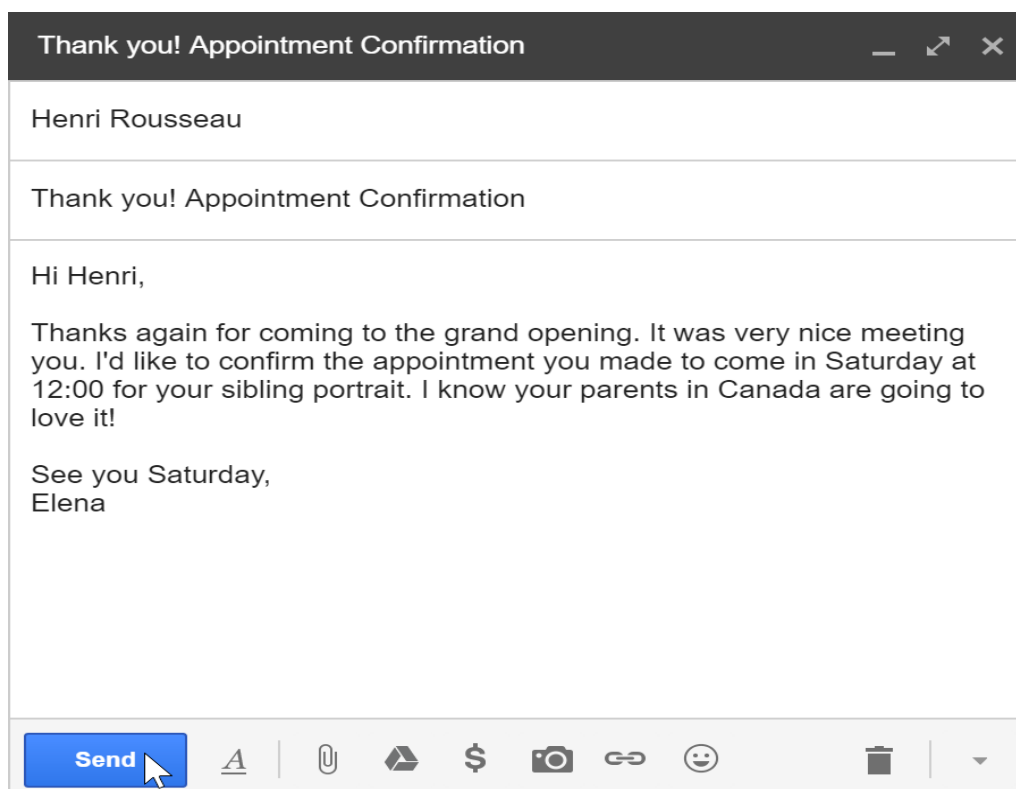 Thank you! Appointment Confirmation
Henri Rousseau
Thank you! Appointment Confirmation
Hi Henri,
Thanks again for coming to the grand opening. It was very nice meeting
you. I'd like to confirm the appointment you made to come in Saturday at
12:00 for your sibling portrait. I know your parents in Canada are going to
love it!
See you Saturday,
Elena
Send A $